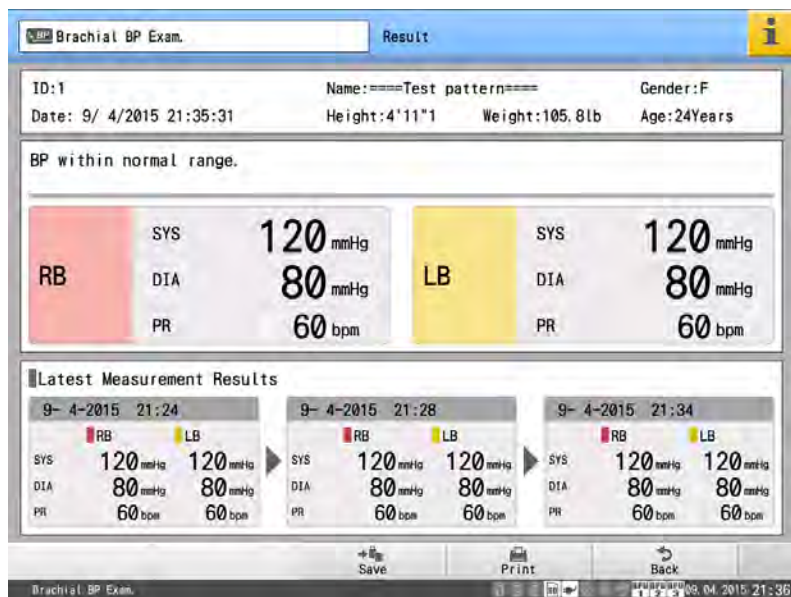 BP Brachial BP Exam. Result i
ID:1 Name:====Test pattern==== Gender:F
Date: 9/ 4/2015 21:35:31 Height:4'11"1 Weight:105.8lb Age:24Years
BP within normal range.
RB SYS 120 mmHg LB SYS 120 mmHg
DIA 80 mmHg DIA 80 mmHg
PR 60 bpm PR 60 bpm
Latest Measurement Results
9- 4-2015 21:24 9- 4-2015 21:28 9- 4-2015 21:34
RB LB RB LB RB LB
SYS 120 mmHg 120 mmHg SYS 120 mmHg 120 mmHg SYS 120 mmHg 120 mmHg
DIA 80 mmHg 80 mmHg DIA 80 mmHg 80 mmHg DIA 80 mmHg 80 mmHg
PR 60 bpm 60 bpm PR 60 bpm 60 bpm PR 60 bpm 60 bpm
Save Print Back
Brachial BP Exam. 09. 04. 2015 21:36